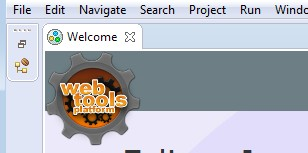 File Edit Navigate Search Project Run
Welcome
web
tools
platform